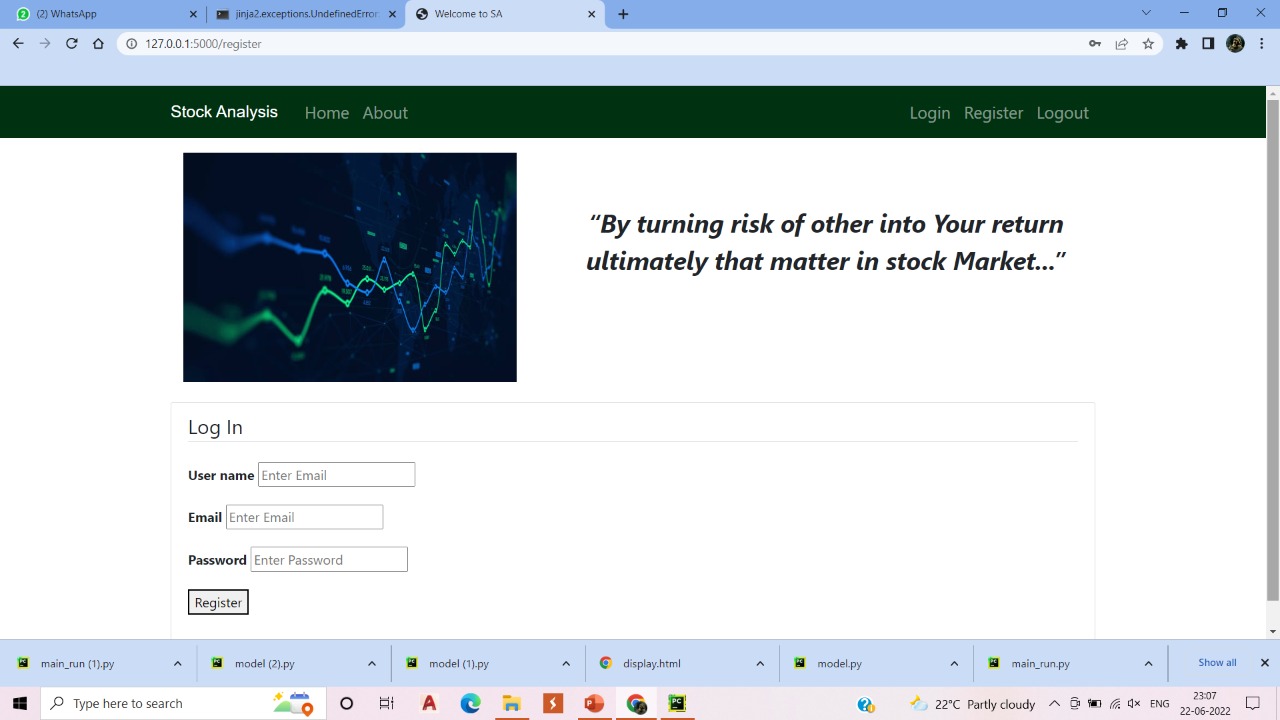 (2) WhatsApp
jinja2.exceptions.UndefinedError:
Welcome to SA
127.0.0.1:5000/register
Stock Analysis
Home
About
Login
Register
Logout
“By turning risk of other into Your return
ultimately that matter in stock Market...”
Log In
User name
Enter Email
Email
Enter Email
Password
Enter Password
Register
main_run (1).py
model (2).py
model (1).py
display.html
model.py
main_run.py
Show all
Type here to search
22°C Partly cloudy
ENG
23:07
22-06-2022